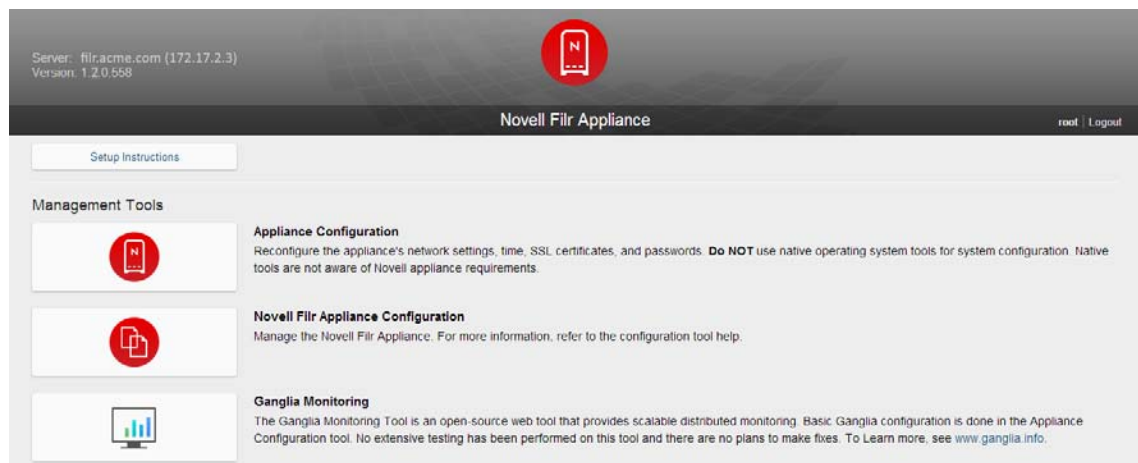 Server: filr.acme.com (172.17.2.3)
Version: 1.2.0.558
N
Novell Filr Appliance
root | Logout
Setup Instructions
Management Tools
N
Appliance Configuration
Reconfigure the appliance's network settings, time, SSL certificates, and passwords. Do NOT use native operating system tools for system configuration. Native
tools are not aware of Novell appliance requirements.
Novell Filr Appliance Configuration
Manage the Novell Filr Appliance. For more information, refer to the configuration tool help.
Ganglia Monitoring
The Ganglia Monitoring Tool is an open-source web tool that provides scalable distributed monitoring. Basic Ganglia configuration is done in the Appliance
Configuration tool. No extensive testing has been performed on this tool and there are no plans to make fixes. To Learn more, see www.ganglia.info.